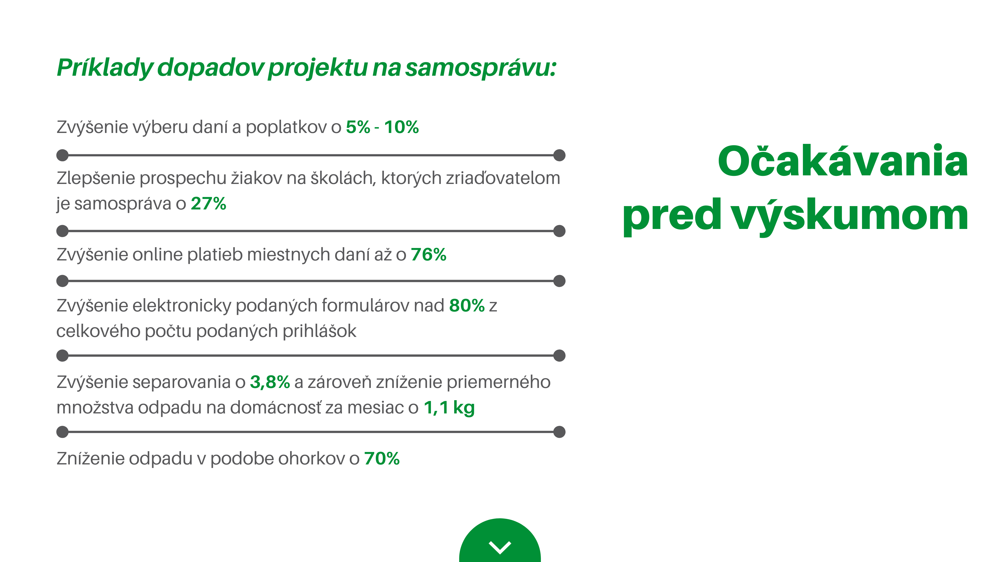 Príklady dopadov projektu na samosprávu:
Zvýšenie výberu daní a poplatkov o 5% - 10%
Zlepšenie prospechu žiakov na školách, ktorých zriaďovatelom
je samospráva o 27%
Zvýšenie online platieb miestnych daní až o 76%
Zvýšenie elektronicky podaných formulárov nad 80% z
celkového počtu podaných prihlášok
Zvýšenie separovania o 3,8% a zároveň zníženie priemerného
množstva odpadu na domácnosť za mesiac o 1,1 kg
Zníženie odpadu v podobe ohorkov o 70%
Očakávania
pred výskumom